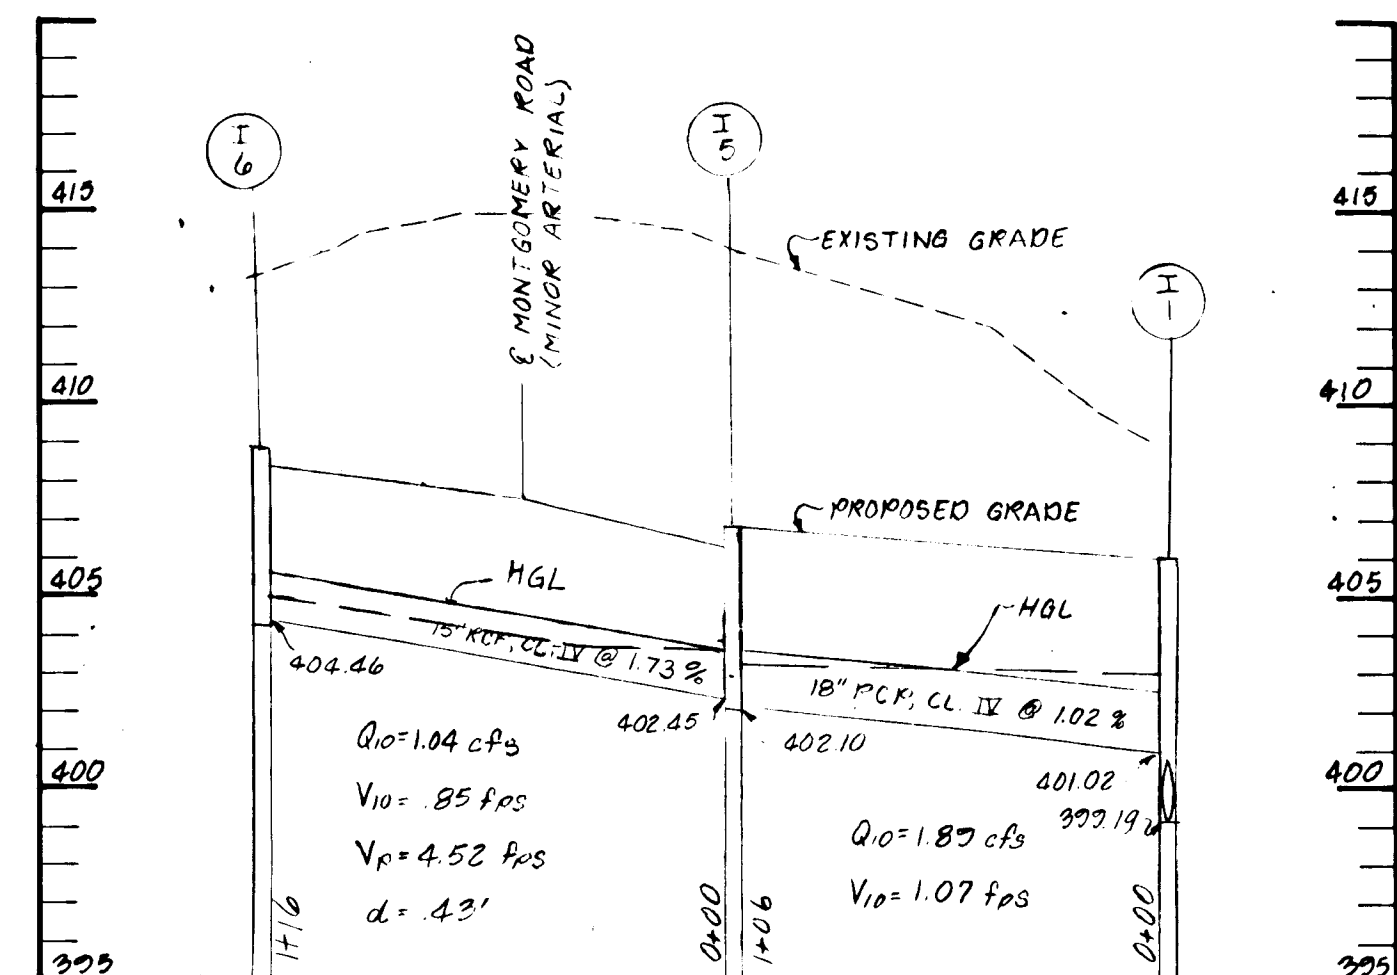 I
6
℄ MONTGOMERY ROAD
(MINOR ARTERIAL)
I
5
I
1
415
415
EXISTING GRADE
410
410
PROPOSED GRADE
405
HGL
405
HGL
15" RCP, CL. IV @ 1.73 %
404.46
18" RCP, CL. IV @ 1.02 %
402.45
402.10
Q10=1.04 cfs
400
401.02
400
V10= .85 fps
399.19
Q10=1.89 cfs
Vp=4.52 fps
V10=1.07 fps
d= .43'
1+16
0+00
1+06
0+00
395
395